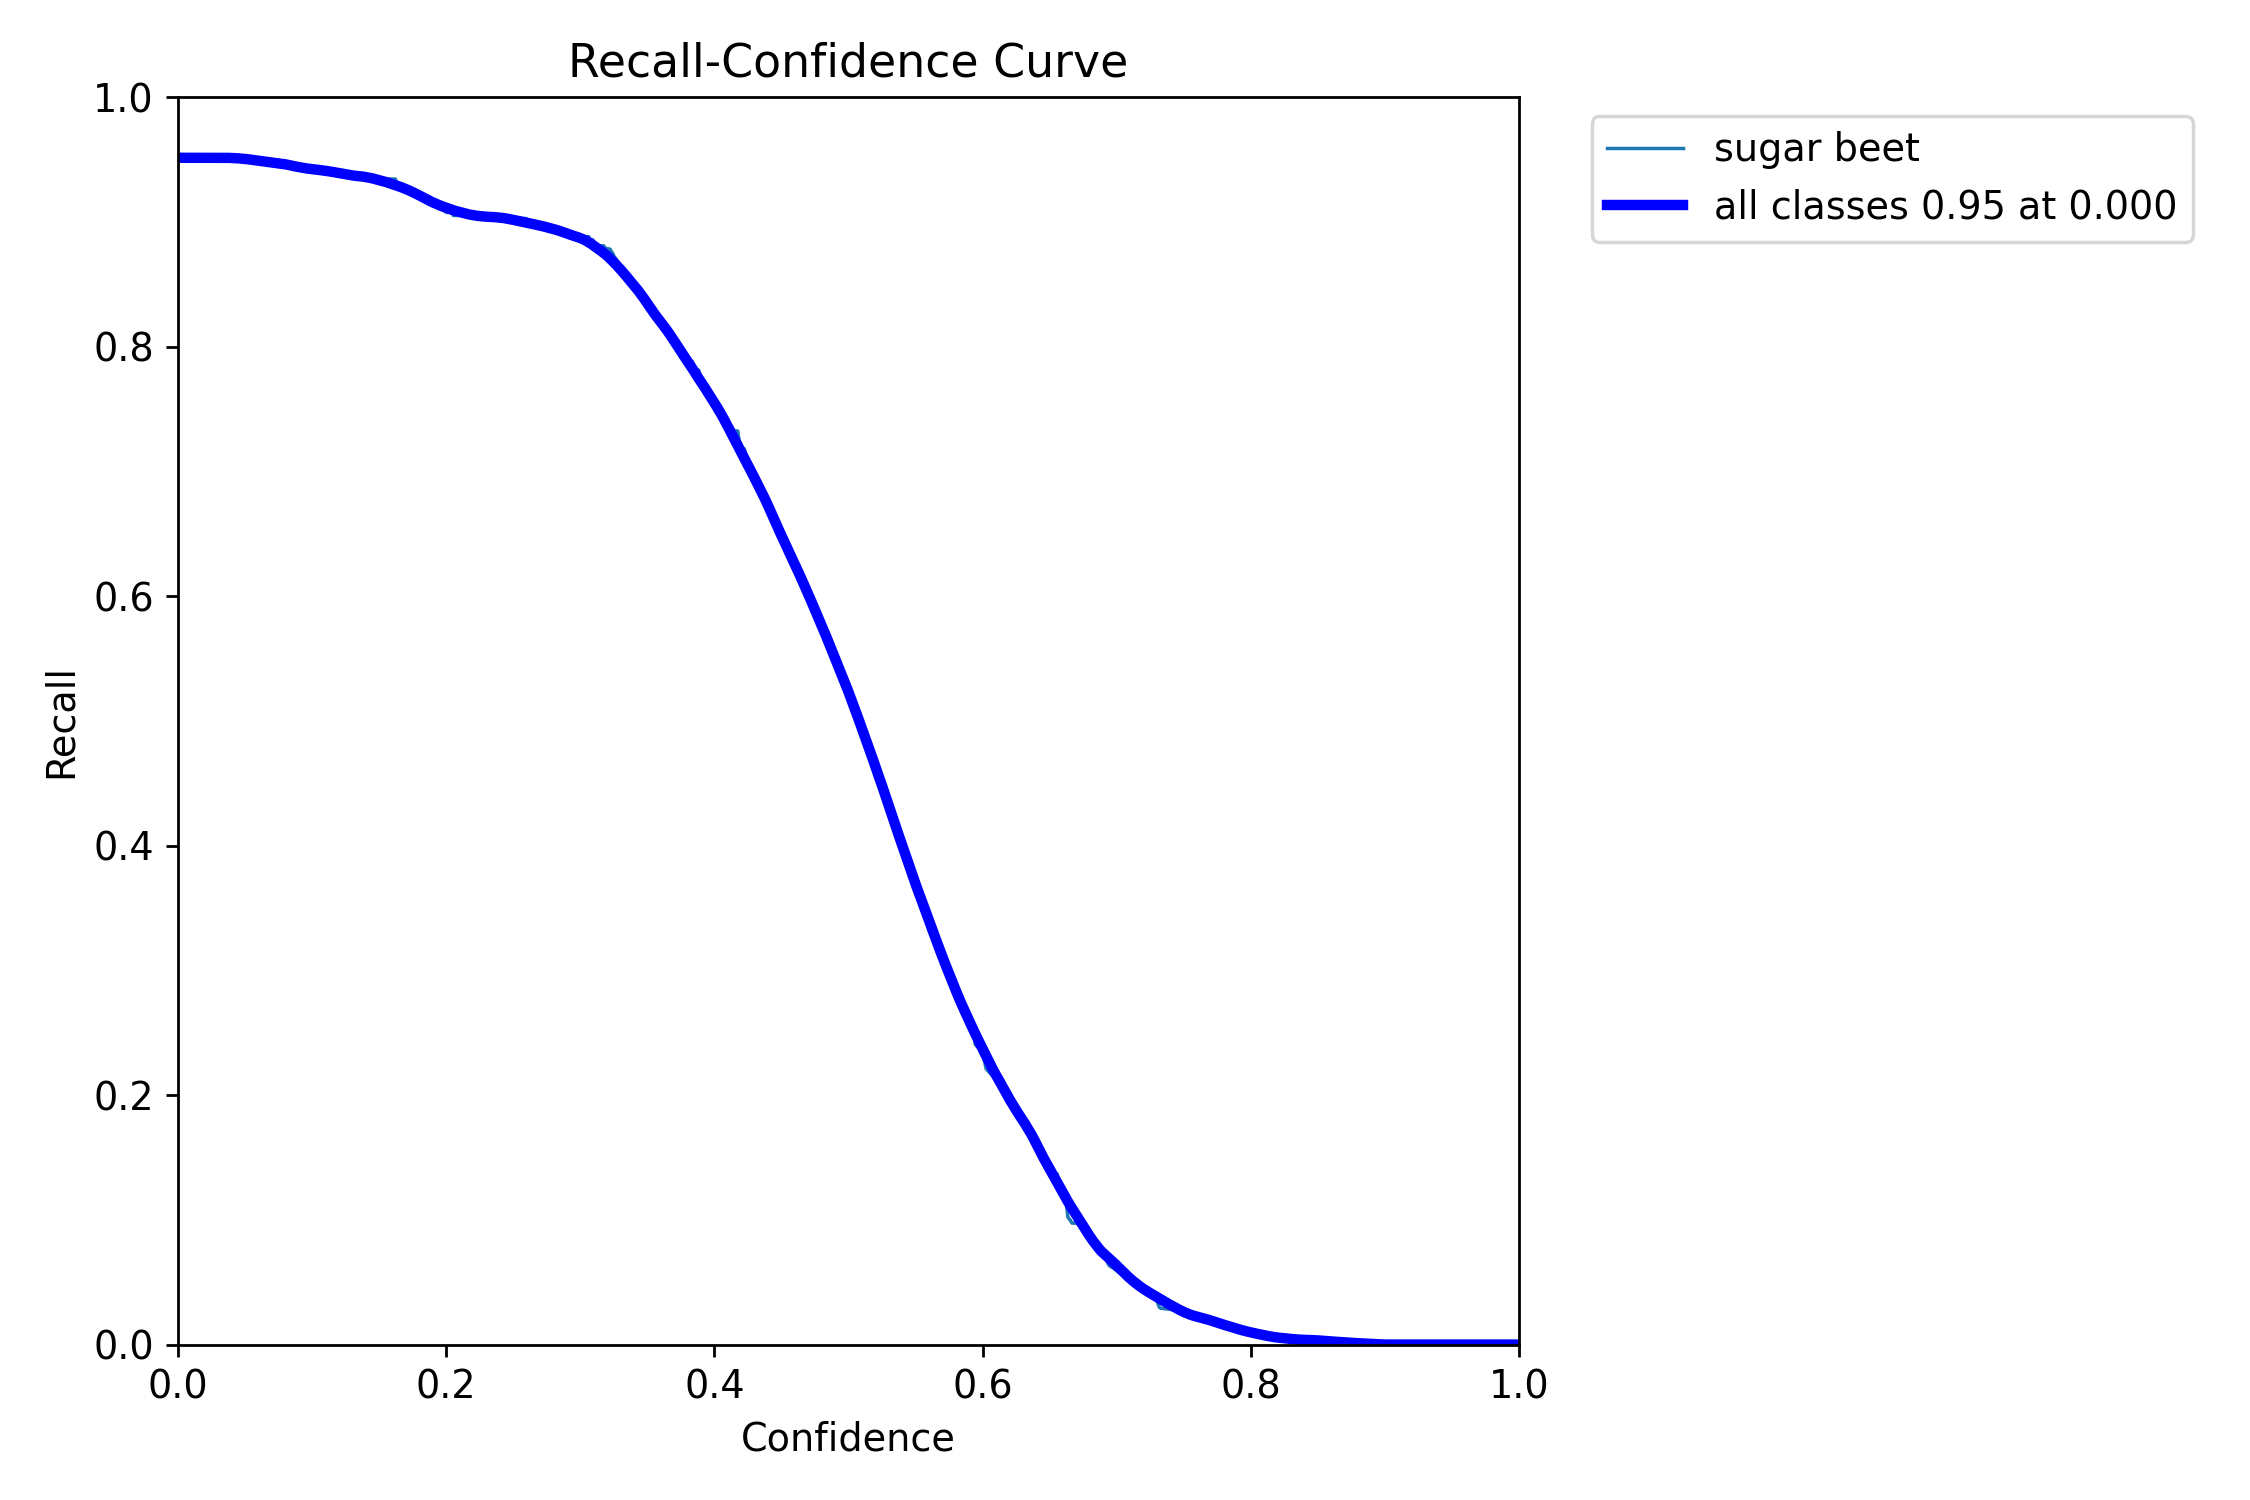 Recall-Confidence Curve
1.0
0.8
0.6
0.4
0.2
0.0
Recall
0.0 0.2 0.4 0.6 0.8 1.0
Confidence
sugar beet
all classes 0.95 at 0.000